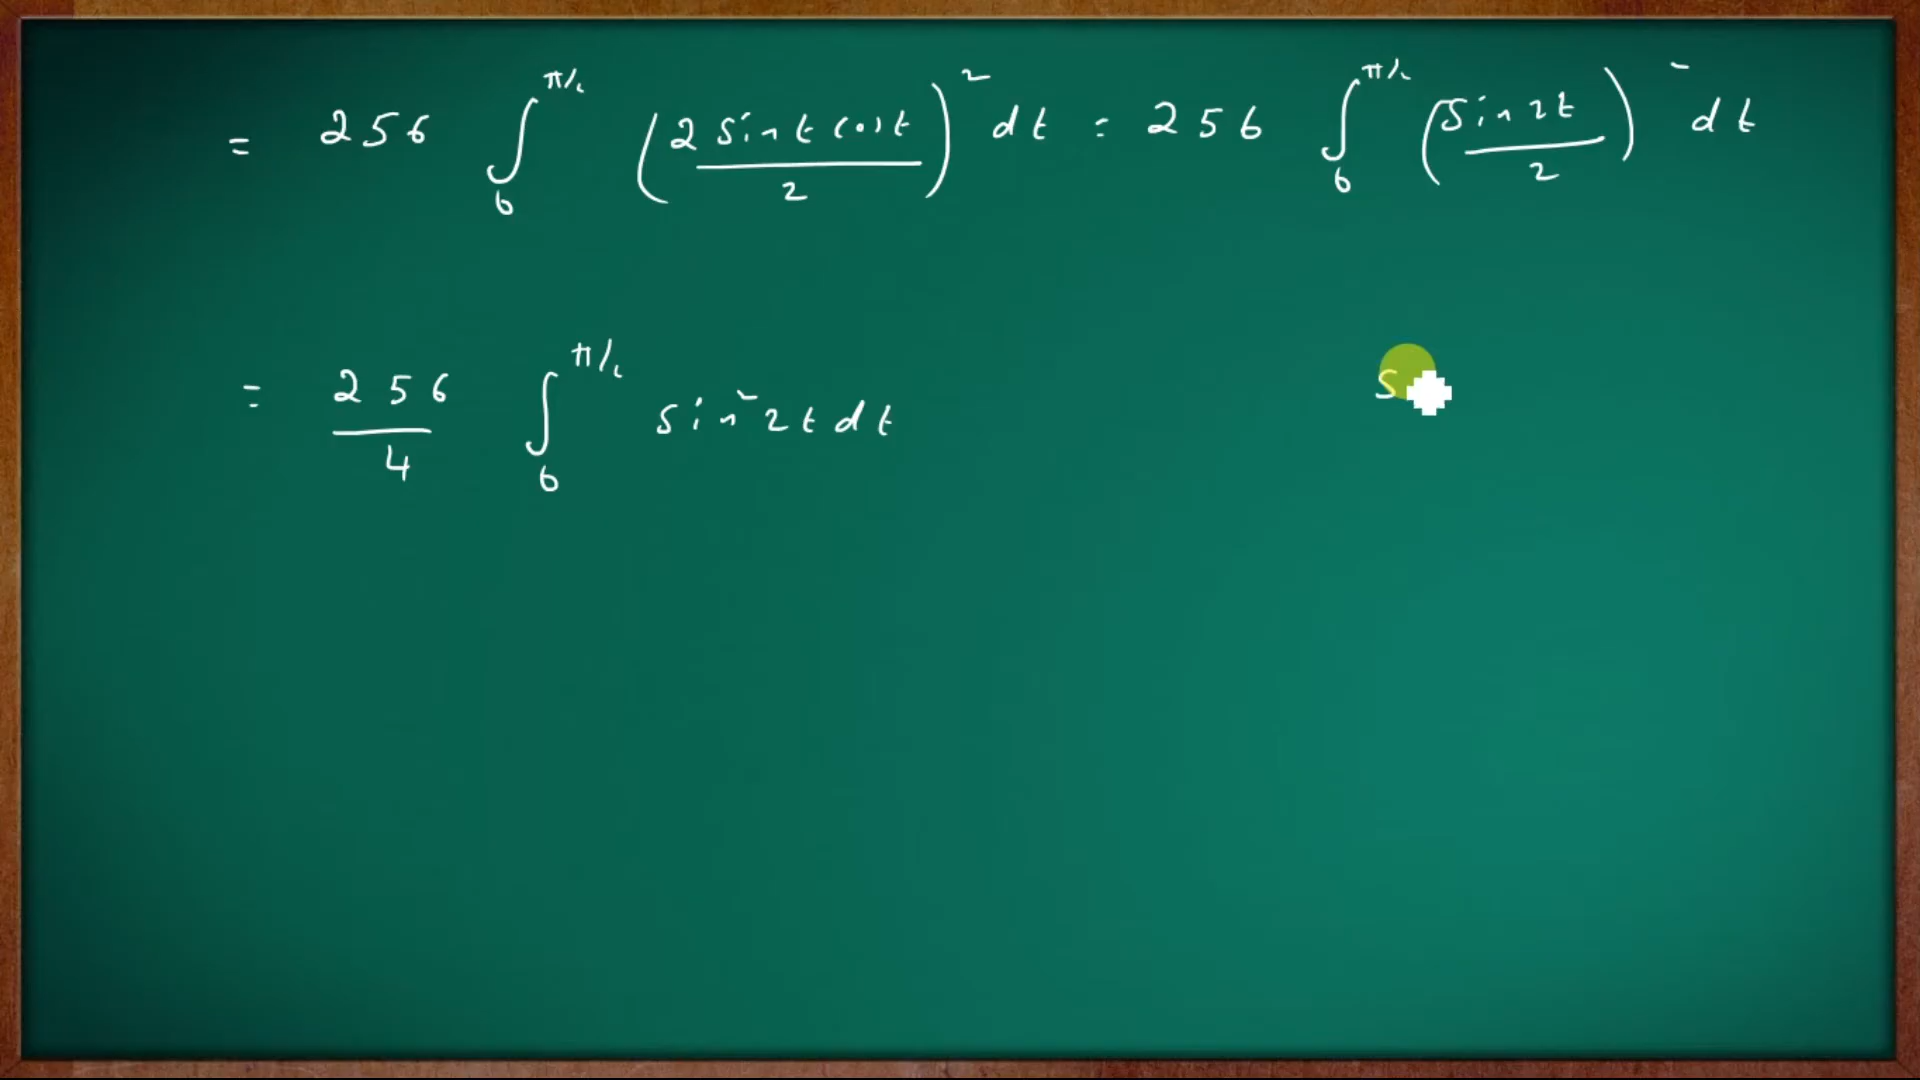 = 256 ∫₀^{π/2} (2 sin t cos t / 2)² dt = 256 ∫₀^{π/2} (sin 2t / 2)² dt
= 256/4 ∫₀^{π/2} sin² 2t dt S